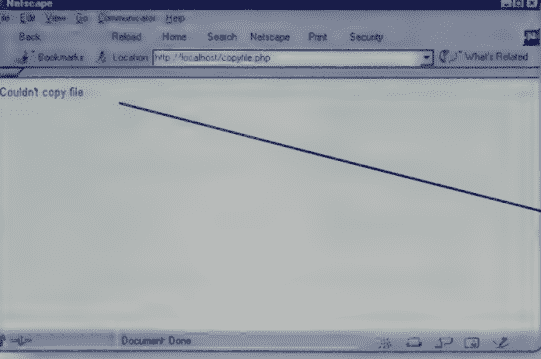 Netscape
Edit View Go Communicator Help
Back Reload Home Search Netscape Print Security
Bookmarks Location http://localhost/copyfile.php What's Related
Couldn't copy file
Document Done